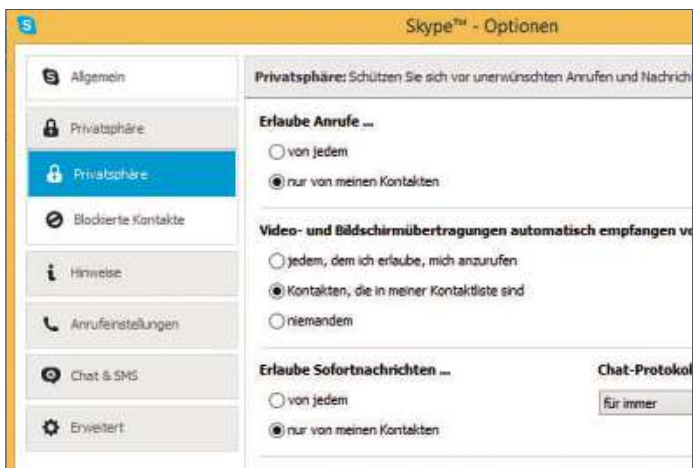 Skype™ - Optionen
Allgemein
Privatsphäre
Privatsphäre
Blockierte Kontakte
Hinweise
Anrufeinstellungen
Chat & SMS
Erweitert
Privatsphäre: Schützen Sie sich vor unerwünschten Anrufen und Nachrich
Erlaube Anrufe ...
von jedem
nur von meinen Kontakten
Video- und Bildschirmübertragungen automatisch empfangen vo
jedem, dem ich erlaube, mich anzurufen
Kontakten, die in meiner Kontaktliste sind
niemandem
Erlaube Sofortnachrichten ...
von jedem
nur von meinen Kontakten
Chat-Protokol
für immer